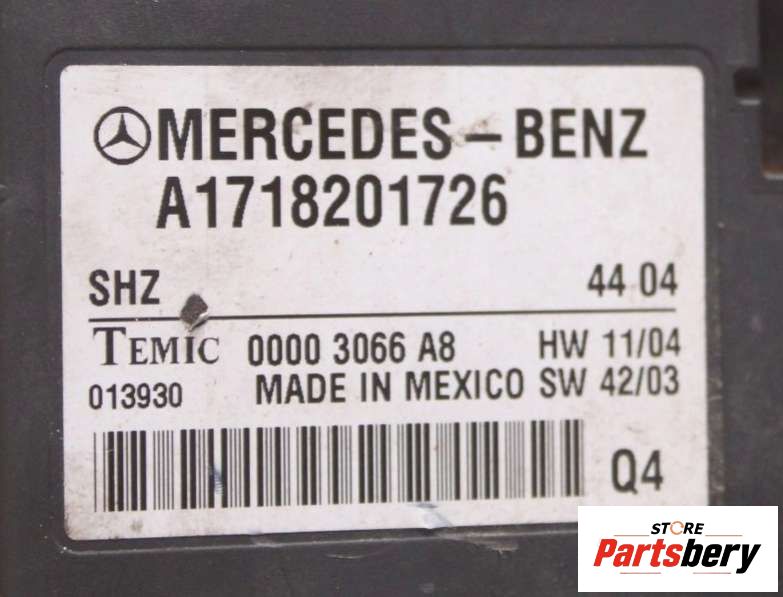 MERCEDES-BENZ
A1718201726
SHZ 44 04
TEMIC 0000 3066 A8 HW 11/04
013930 MADE IN MEXICO SW 42/03
Q4
STORE
Partsbery